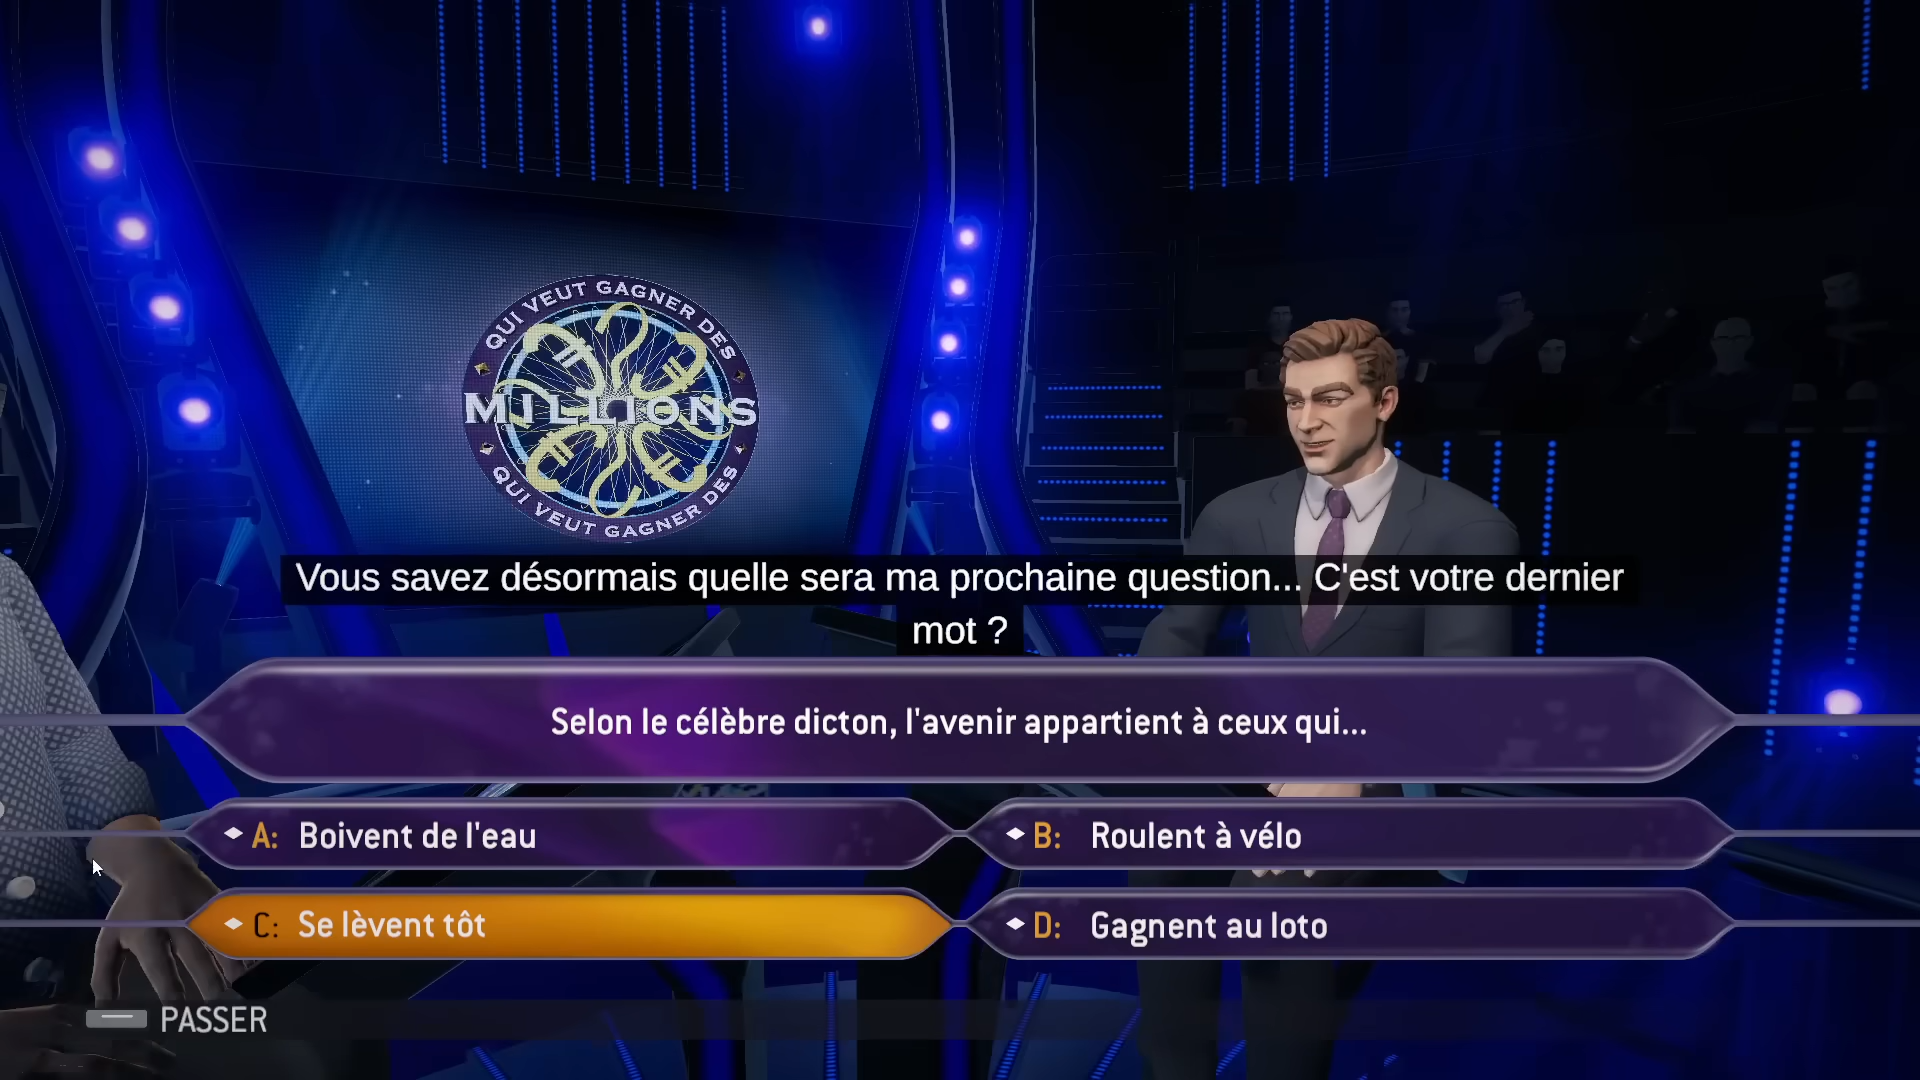 QUI VEUT GAGNER DES
MILLIONS
QUI VEUT GAGNER DES
Vous savez désormais quelle sera ma prochaine question... C'est votre dernier
mot ?
Selon le célèbre dicton, l'avenir appartient à ceux qui...
A: Boivent de l'eau
B: Roulent à vélo
C: Se lèvent tôt
D: Gagnent au loto
PASSER